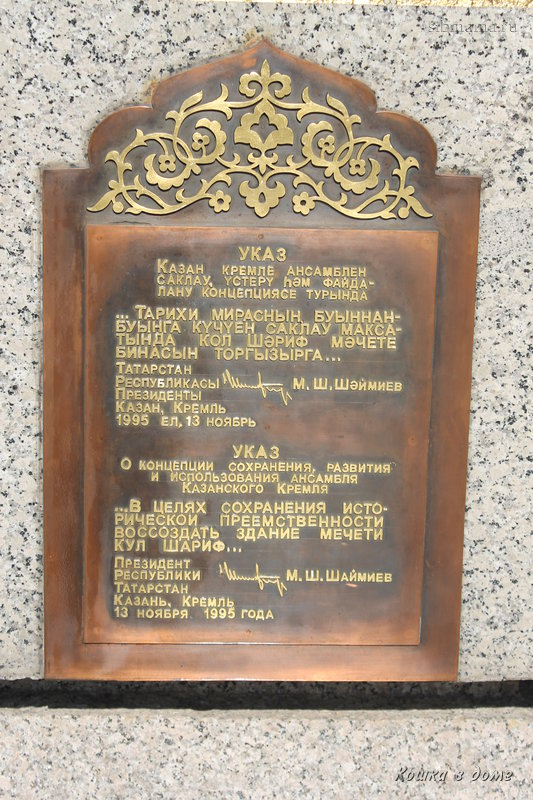 sibmama.ru
УКАЗ
КАЗАН КРЕМЛЕ АНСАМБЛЕН
САКЛАУ, ҮСТЕРҮ ҺӘМ ФАЙДА-
ЛАНУ КОНЦЕПЦИЯСЕ ТУРЫНДА
...ТАРИХИ МИРАСНЫҢ БУЫННАН-
БУЫНГА КҮЧҮЕН САКЛАУ МАКСА-
ТЫНДА КОЛ ШӘРИФ МӘЧЕТЕ
БИНАСЫН ТОРГЫЗЫРГА...
ТАТАРСТАН
РЕСПУБЛИКАСЫ М. Ш. ШӘЙМИЕВ
ПРЕЗИДЕНТЫ
КАЗАН, КРЕМЛЬ
1995 ЕЛ, 13 НОЯБРЬ
УКАЗ
О КОНЦЕПЦИИ СОХРАНЕНИЯ, РАЗВИТИЯ
И ИСПОЛЬЗОВАНИЯ АНСАМБЛЯ
КАЗАНСКОГО КРЕМЛЯ
...В ЦЕЛЯХ СОХРАНЕНИЯ ИСТО-
РИЧЕСКОЙ ПРЕЕМСТВЕННОСТИ
ВОССОЗДАТЬ ЗДАНИЕ МЕЧЕТИ
КУЛ ШАРИФ...
ПРЕЗИДЕНТ
РЕСПУБЛИКИ М. Ш. ШАЙМИЕВ
ТАТАРСТАН
КАЗАНЬ, КРЕМЛЬ
13 НОЯБРЯ 1995 ГОДА
Кошка в доме